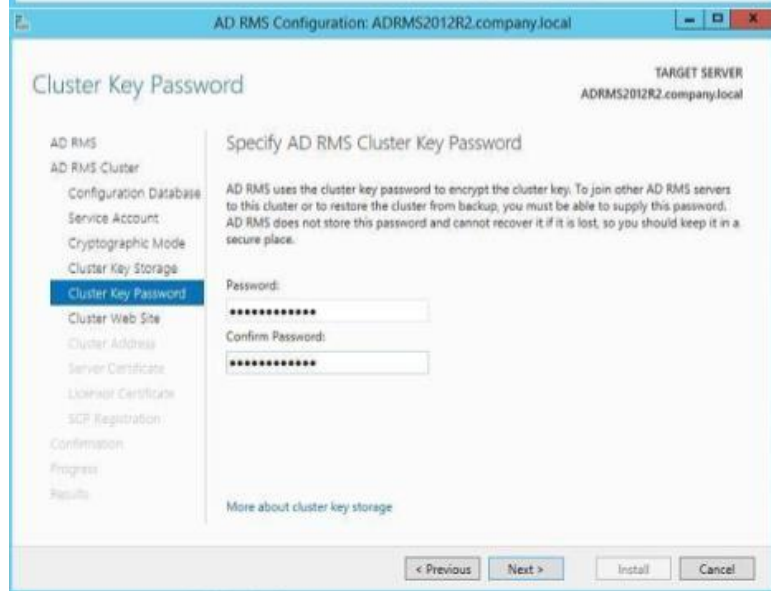 AD RMS Configuration: ADRMS2012R2.company.local
Cluster Key Password
TARGET SERVER
ADRMS2012R2.company.local
AD RMS
AD RMS Cluster
Configuration Database
Service Account
Cryptographic Mode
Cluster Key Storage
Cluster Key Password
Cluster Web Site
Cluster Address
Server Certificate
Licensor Certificate
SCP Registration
Confirmation
Progress
Results
Specify AD RMS Cluster Key Password
AD RMS uses the cluster key password to encrypt the cluster key. To join other AD RMS servers
to this cluster or to restore the cluster from backup, you must be able to supply this password.
AD RMS does not store this password and cannot recover it if it is lost, so you should keep it in a
secure place.
Password:
●●●●●●●●●●●●
Confirm Password:
●●●●●●●●●●●●
More about cluster key storage
< Previous
Next >
Install
Cancel